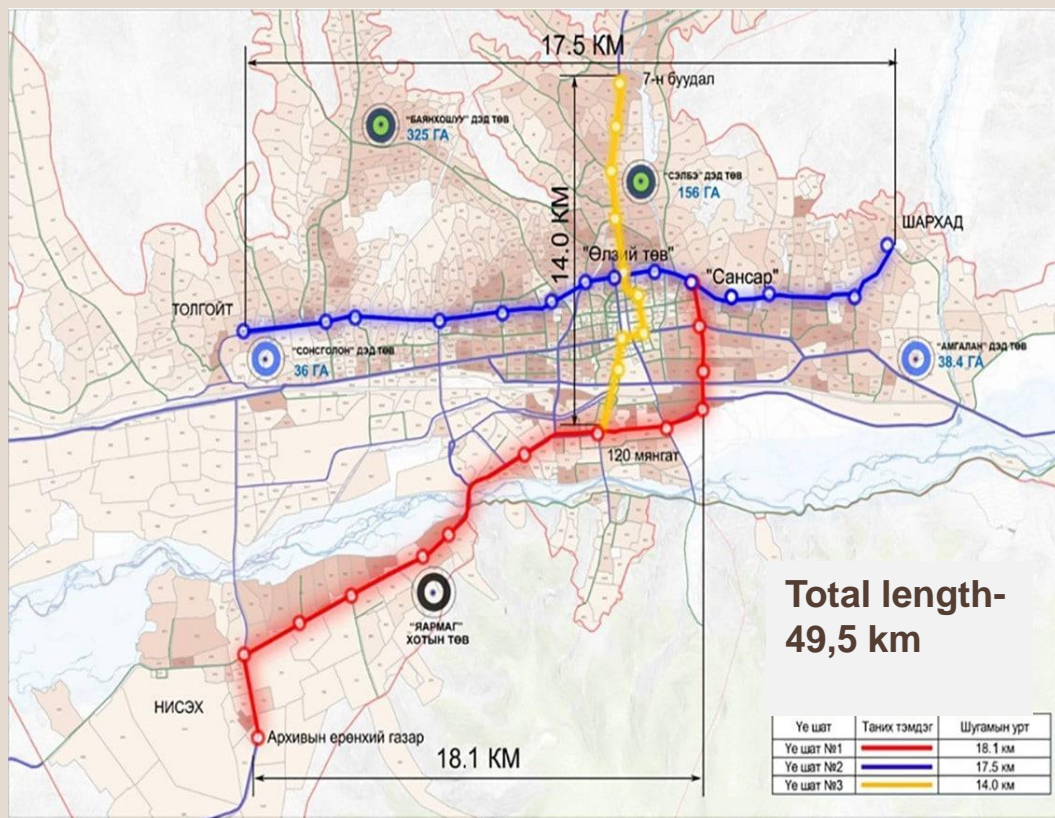 17.5 КМ
7-н буудал
"БАЯНХОШУУ" ДЭД ТӨВ
325 ГА
14.0 КМ
"СЭЛБЭ" ДЭД ТӨВ
156 ГА
ШАРХАД
"Өлзий төв"
"Сансар"
ТОЛГОЙТ
"СОНСГОЛОН" ДЭД ТӨВ
36 ГА
"АМГАЛАН" ДЭД ТӨВ
38.4 ГА
120 мянгат
"ЯАРМАГ"
ХОТЫН ТӨВ
Total length-
49,5 km
НИСЭХ
Архивын ерөнхий газар
18.1 КМ
Үе шат Таних тэмдэг Шугамын урт
Үе шат №1 18.1 км
Үе шат №2 17.5 км
Үе шат №3 14.0 км